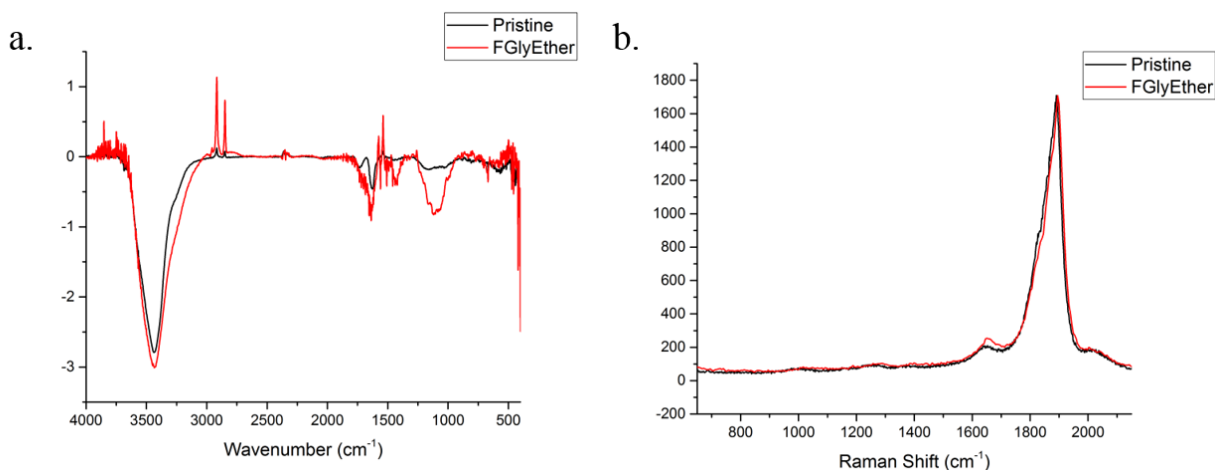 a.
Pristine
FGlyEther
1
0
-1
-2
-3
4000 3500 3000 2500 2000 1500 1000 500
Wavenumber (cm-1)
b.
Pristine
FGlyEther
1800
1600
1400
1200
1000
800
600
400
200
0
-200
800 1000 1200 1400 1600 1800 2000
Raman Shift (cm-1)